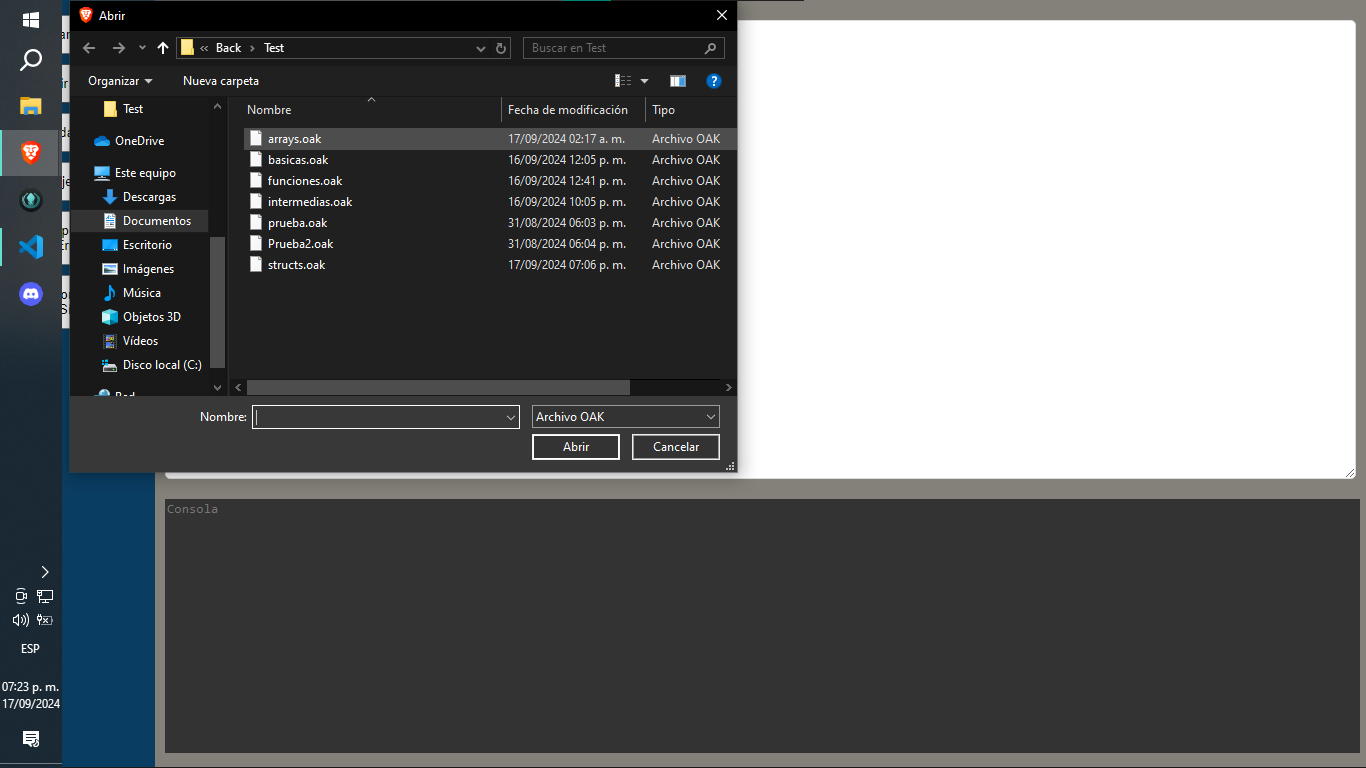 Abrir
Back
Test
Buscar en Test
Organizar
Nueva carpeta
Test
OneDrive
Este equipo
Descargas
Documentos
Escritorio
Imágenes
Música
Objetos 3D
Vídeos
Disco local (C:)
Nombre
Fecha de modificación
Tipo
arrays.oak 17/09/2024 02:17 a. m. Archivo OAK
basicas.oak 16/09/2024 12:05 p. m. Archivo OAK
funciones.oak 16/09/2024 12:41 p. m. Archivo OAK
intermedias.oak 16/09/2024 10:05 p. m. Archivo OAK
prueba.oak 31/08/2024 06:03 p. m. Archivo OAK
Prueba2.oak 31/08/2024 06:04 p. m. Archivo OAK
structs.oak 17/09/2024 07:06 p. m. Archivo OAK
Nombre:
Archivo OAK
Abrir
Cancelar
Consola
ESP
07:23 p. m.
17/09/2024